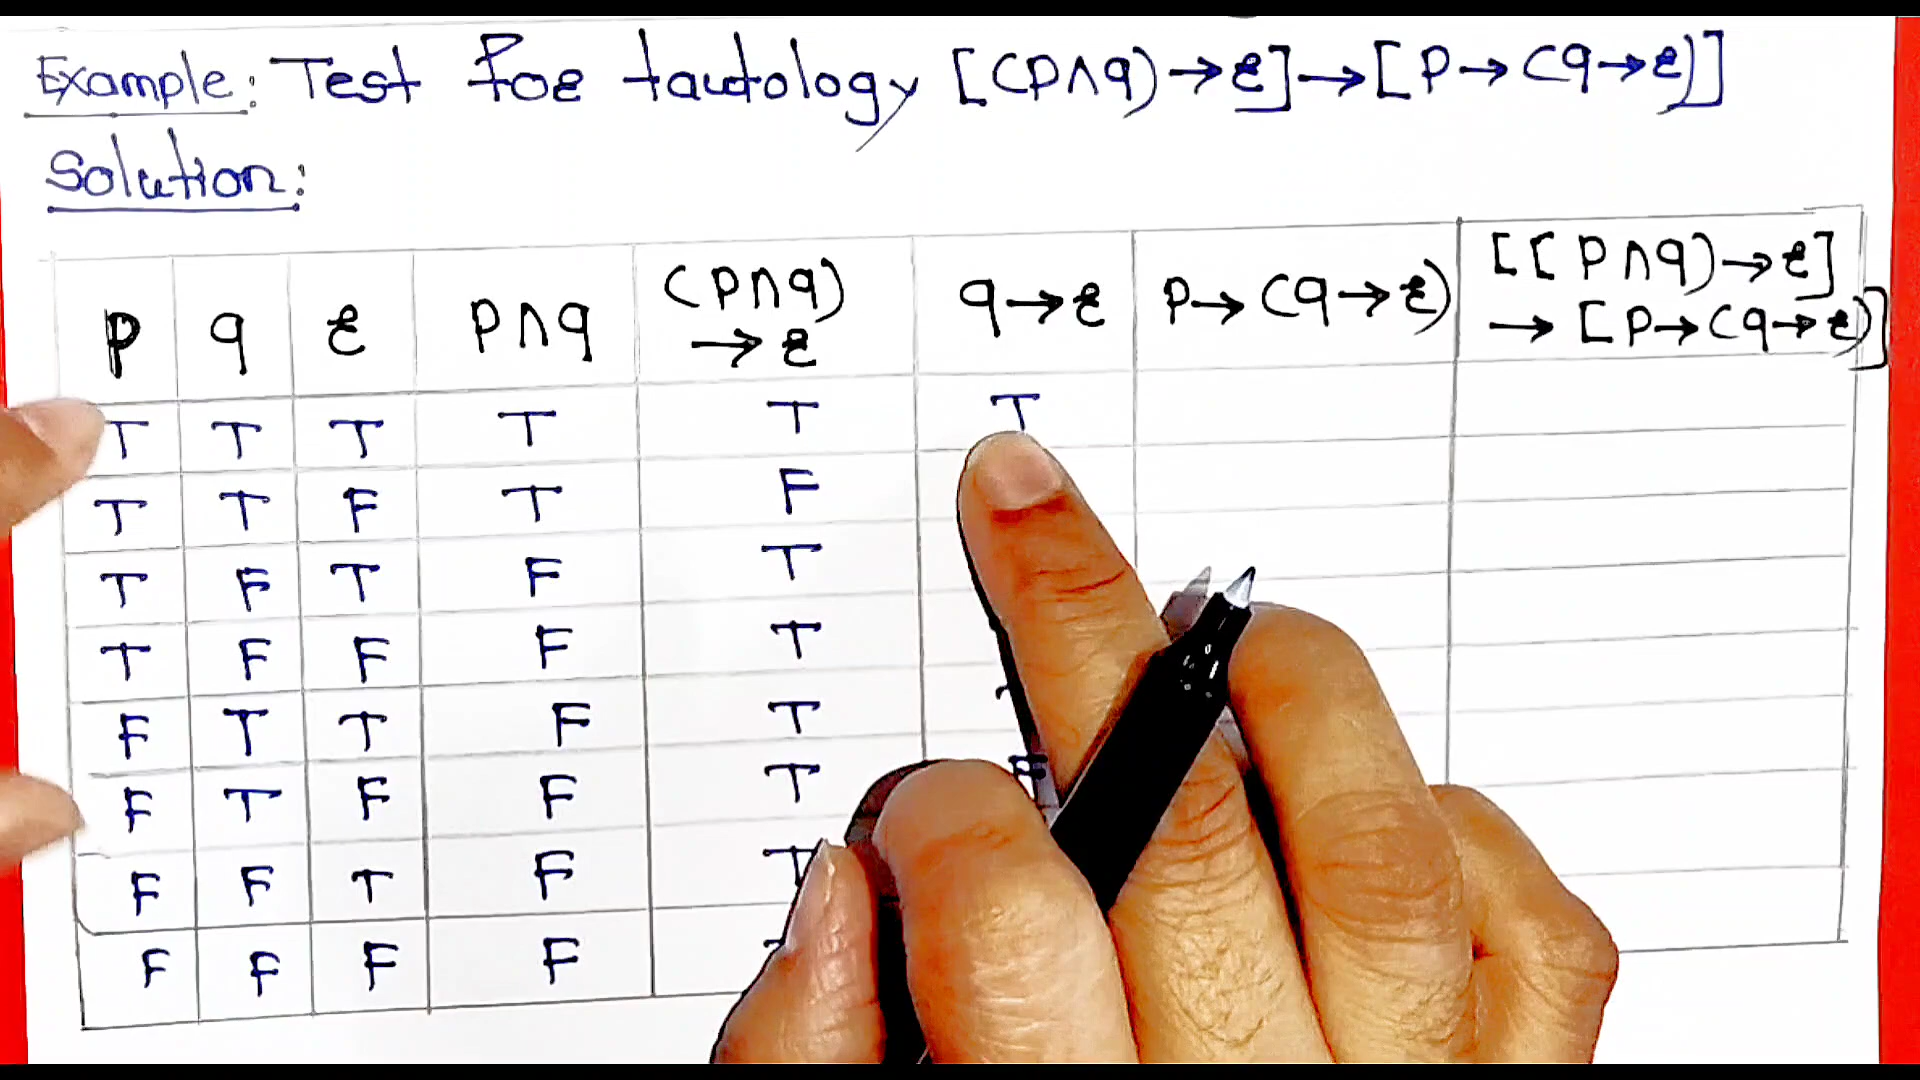 Example: Test for tautology [(p∧q)→r]→[p→(q→r)]
Solution:
p q r p∧q (p∧q)→r q→r p→(q→r) [[p∧q)→r]→[p→(q→r)]
T T T T T T
T T F T F
T F T F T
T F F F T
F T T F T
F T F F T F
F F T F T
F F F F